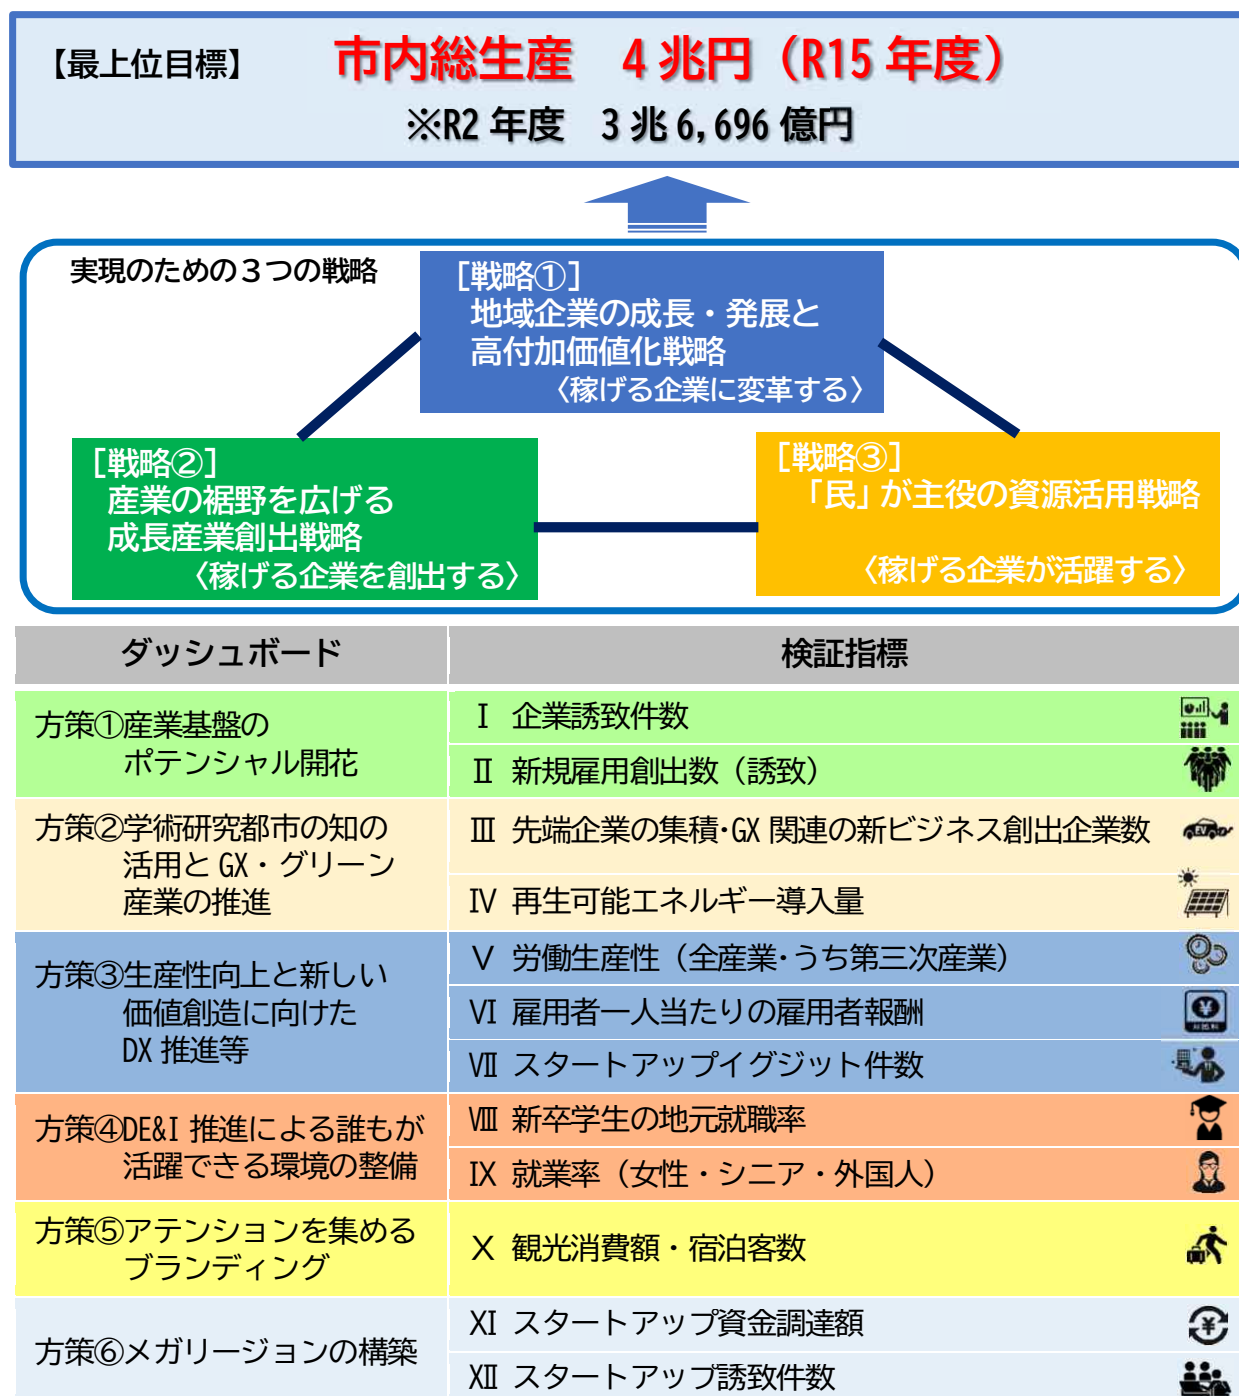 【最上位目標】 市内総生産 4兆円（R15年度）
※R2年度 3兆6,696億円
実現のための３つの戦略
［戦略①］
地域企業の成長・発展と
高付加価値化戦略
〈稼げる企業に変革する〉
［戦略②］
産業の裾野を広げる
成長産業創出戦略
〈稼げる企業を創出する〉
［戦略③］
「民」が主役の資源活用戦略
〈稼げる企業が活躍する〉
ダッシュボード 検証指標
方策①産業基盤の
ポテンシャル開花
Ⅰ 企業誘致件数
Ⅱ 新規雇用創出数（誘致）
方策②学術研究都市の知の
活用とGX・グリーン
産業の推進
Ⅲ 先端企業の集積･GX関連の新ビジネス創出企業数
EV
Ⅳ 再生可能エネルギー導入量
方策③生産性向上と新しい
価値創造に向けた
DX推進等
Ⅴ 労働生産性（全産業･うち第三次産業）
Ⅵ 雇用者一人当たりの雇用者報酬
¥
Ⅶ スタートアップイグジット件数
方策④DE&I推進による誰もが
活躍できる環境の整備
Ⅷ 新卒学生の地元就職率
Ⅸ 就業率（女性・シニア・外国人）
方策⑤アテンションを集める
ブランディング
Ⅹ 観光消費額・宿泊客数
方策⑥メガリージョンの構築
Ⅺ スタートアップ資金調達額
¥
Ⅻ スタートアップ誘致件数